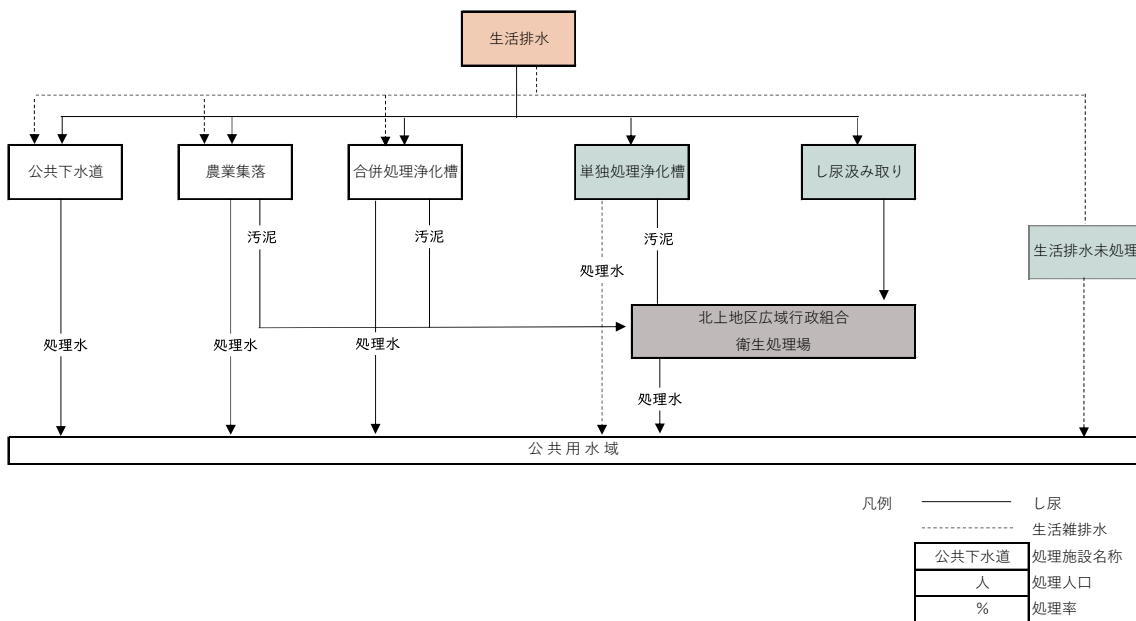 生活排水
公共下水道
農業集落
合併処理浄化槽
単独処理浄化槽
し尿汲み取り
汚泥
汚泥
汚泥
生活排水未処理
処理水
北上地区広域行政組合
衛生処理場
処理水
処理水
処理水
処理水
公共用水域
凡例
し尿
生活雑排水
公共下水道 処理施設名称
人 処理人口
% 処理率